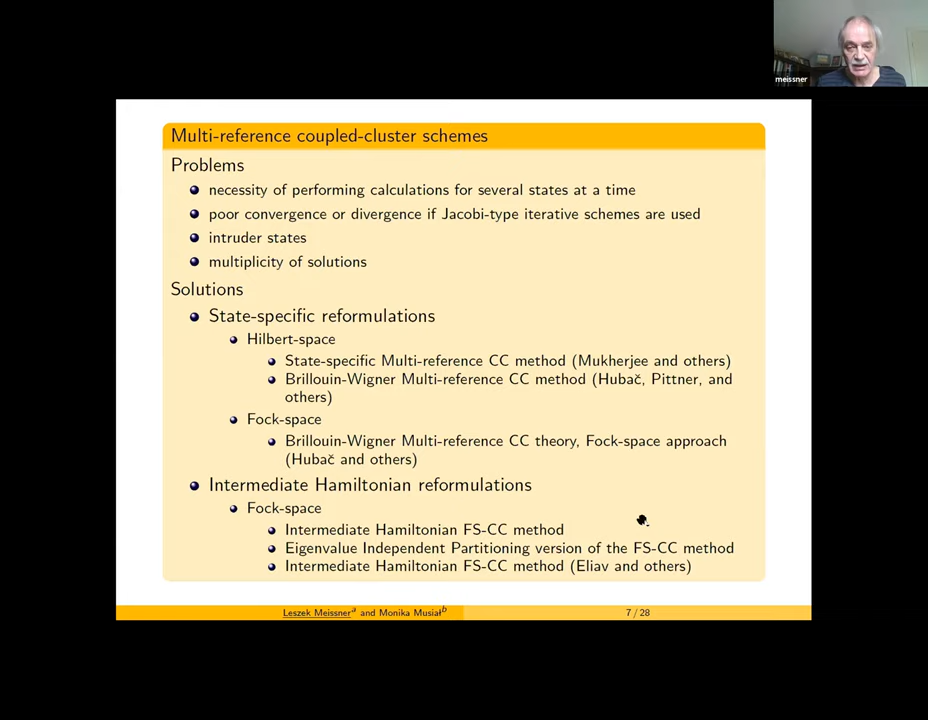 meissner
Multi-reference coupled-cluster schemes
Problems
necessity of performing calculations for several states at a time
poor convergence or divergence if Jacobi-type iterative schemes are used
intruder states
multiplicity of solutions
Solutions
State-specific reformulations
Hilbert-space
State-specific Multi-reference CC method (Mukherjee and others)
Brillouin-Wigner Multi-reference CC method (Hubač, Pittner, and
others)
Fock-space
Brillouin-Wigner Multi-reference CC theory, Fock-space approach
(Hubač and others)
Intermediate Hamiltonian reformulations
Fock-space
Intermediate Hamiltonian FS-CC method
Eigenvalue Independent Partitioning version of the FS-CC method
Intermediate Hamiltonian FS-CC method (Eliav and others)
Leszek Meissnerᵃ and Monika Musiałᵇ 7 / 28